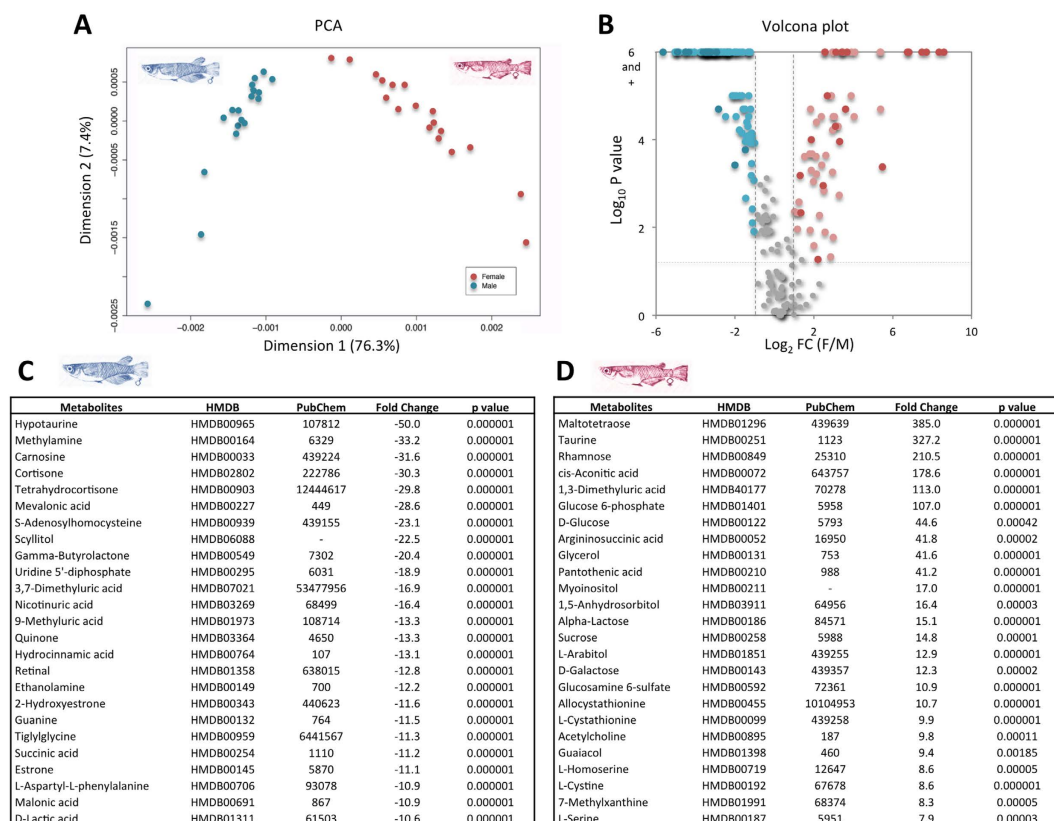 A
PCA
0.0005
0.0000
−0.0005
−0.0015
−0.0025
Dimension 2 (7.4%)
♂
♀
Female
Male
−0.002
−0.001
0.000
0.001
0.002
Dimension 1 (76.3%)
B
Volcona plot
6
and
+
4
2
0
Log10 P value
-6
-2
2
6
10
Log2 FC (F/M)
C
♂
Metabolites HMDB PubChem Fold Change p value
Hypotaurine HMDB00965 107812 -50.0 0.000001
Methylamine HMDB00164 6329 -33.2 0.000001
Carnosine HMDB00033 439224 -31.6 0.000001
Cortisone HMDB02802 222786 -30.3 0.000001
Tetrahydrocortisone HMDB00903 12444617 -29.8 0.000001
Mevalonic acid HMDB00227 449 -28.6 0.000001
S-Adenosylhomocysteine HMDB00939 439155 -23.1 0.000001
Scyllitol HMDB06088 - -22.5 0.000001
Gamma-Butyrolactone HMDB00549 7302 -20.4 0.000001
Uridine 5'-diphosphate HMDB00295 6031 -18.9 0.000001
3,7-Dimethyluric acid HMDB07021 53477956 -16.9 0.000001
Nicotinuric acid HMDB03269 68499 -16.4 0.000001
9-Methyluric acid HMDB01973 108714 -13.3 0.000001
Quinone HMDB03364 4650 -13.3 0.000001
Hydrocinnamic acid HMDB00764 107 -13.1 0.000001
Retinal HMDB01358 638015 -12.8 0.000001
Ethanolamine HMDB00149 700 -12.2 0.000001
2-Hydroxyestrone HMDB00343 440623 -11.6 0.000001
Guanine HMDB00132 764 -11.5 0.000001
Tiglylglycine HMDB00959 6441567 -11.3 0.000001
Succinic acid HMDB00254 1110 -11.2 0.000001
Estrone HMDB00145 5870 -11.1 0.000001
L-Aspartyl-L-phenylalanine HMDB00706 93078 -10.9 0.000001
Malonic acid HMDB00691 867 -10.9 0.000001
D-Lactic acid HMDB01311 61503 -10.6 0.000001
D
♀
Metabolites HMDB PubChem Fold Change p value
Maltotetraose HMDB01296 439639 385.0 0.000001
Taurine HMDB00251 1123 327.2 0.000001
Rhamnose HMDB00849 25310 210.5 0.000001
cis-Aconitic acid HMDB00072 643757 178.6 0.000001
1,3-Dimethyluric acid HMDB40177 70278 113.0 0.000001
Glucose 6-phosphate HMDB01401 5958 107.0 0.000001
D-Glucose HMDB00122 5793 44.6 0.00042
Argininosuccinic acid HMDB00052 16950 41.8 0.00002
Glycerol HMDB00131 753 41.6 0.000001
Pantothenic acid HMDB00210 988 41.2 0.000001
Myoinositol HMDB00211 - 17.0 0.000001
1,5-Anhydrosorbitol HMDB03911 64956 16.4 0.00003
Alpha-Lactose HMDB00186 84571 15.1 0.000001
Sucrose HMDB00258 5988 14.8 0.00001
L-Arabitol HMDB01851 439255 12.9 0.000001
D-Galactose HMDB00143 439357 12.3 0.00002
Glucosamine 6-sulfate HMDB00592 72361 10.9 0.000001
Allocystathionine HMDB00455 10104953 10.7 0.000001
L-Cystathionine HMDB00099 439258 9.9 0.000001
Acetylcholine HMDB00895 187 9.8 0.00011
Guaiacol HMDB01398 460 9.4 0.00185
L-Homoserine HMDB00719 12647 8.6 0.00005
L-Cystine HMDB00192 67678 8.6 0.000001
7-Methylxanthine HMDB01991 68374 8.3 0.00005
L-Serine HMDB00187 5951 7.9 0.00003